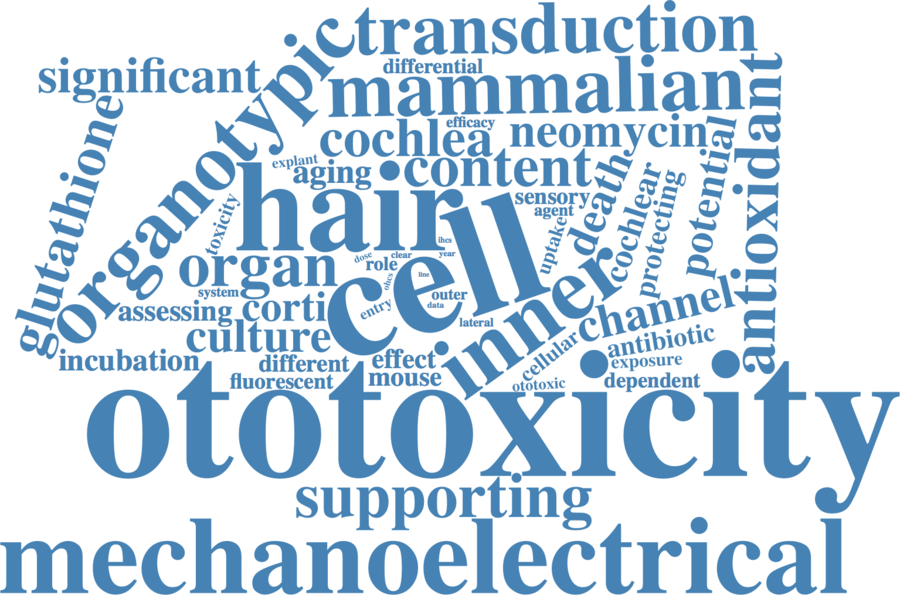 transduction
significant
differential
mammalian
organotypic
glutathione
efficacy
cochlea
neomycin
antioxidant
explant
aging
content
death
potential
cochlear
protecting
sensory
agent
uptake
toxicity
hair
cell
ihcs
year
clear
dose
role
line
ohcs
organ
system
outer
data
entry
lateral
inner
assessing
corti
channel
culture
antibiotic
cellular
exposure
incubation
different
effect
fluorescent
mouse
ototoxic
dependent
ototoxicity
supporting
mechanoelectrical